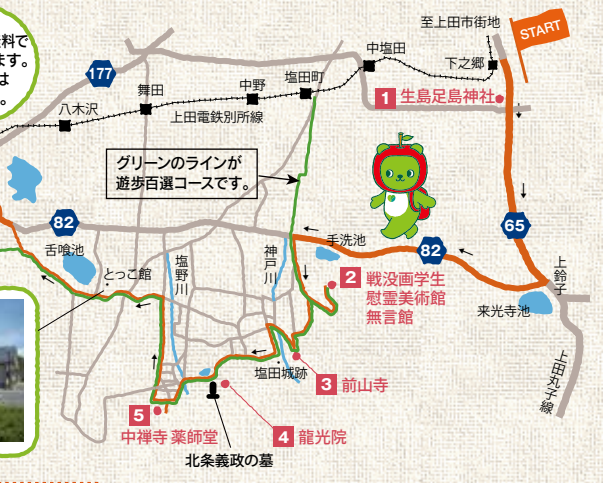 料で
ます。
は
。
至上田市街地
START
中塩田
下之郷
177
塩田町
中野
舞田
八木沢
上田電鉄別所線
1 生島足島神社
グリーンのラインが
遊歩百選コースです。
82
舌喰池
とっこ館
塩野川
神戸川
手洗池
82
65
上鈴子
2 戦没画学生
慰霊美術館
無言館
来光寺池
上田丸子線
塩田城跡
3 前山寺
5
中禅寺 薬師堂
4 龍光院
北条義政の墓